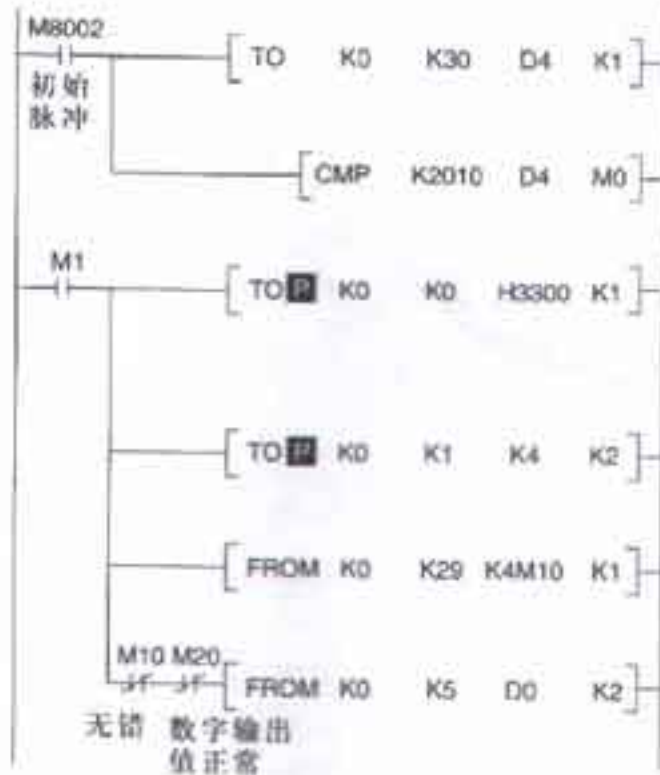 M8002
TO K0 K30 D4 K1
初始
脉冲
CMP K2010 D4 M0
M1
TO P K0 K0 H3300 K1
TO P K0 K1 K4 K2
FROM K0 K29 K4M10 K1
M10 M20
FROM K0 K5 D0 K2
无错 数字输出
值正常